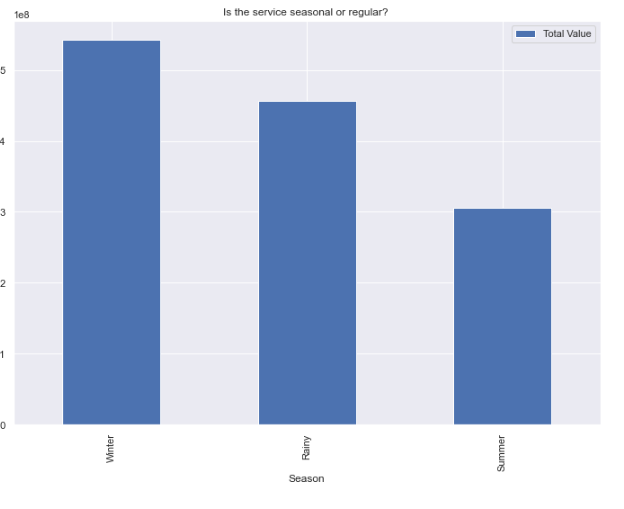 Is the service seasonal or regular?
1e8
Total Value
5
4
3
2
1
0
Winter
Rainy
Summer
Season